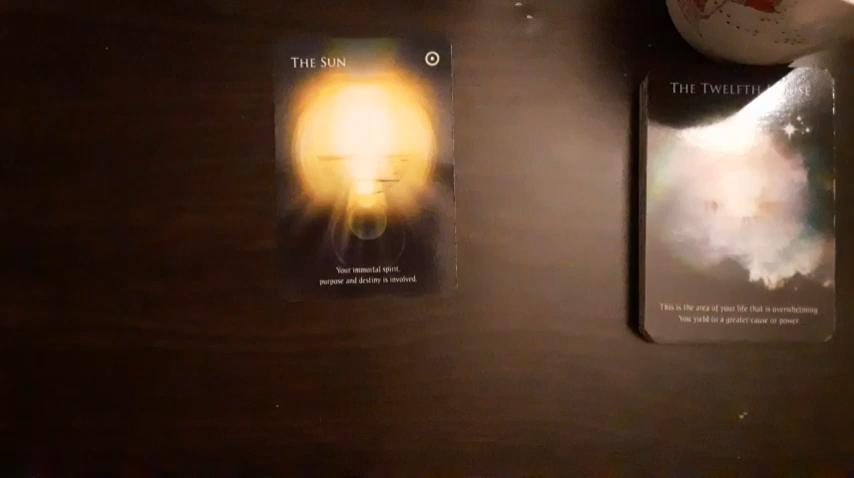 THE SUN
Your immortal spirit,
purpose and destiny is involved.
THE TWELFTH HOUSE
This is the area of your life that is overwhelming
You yield to a greater cause or power.